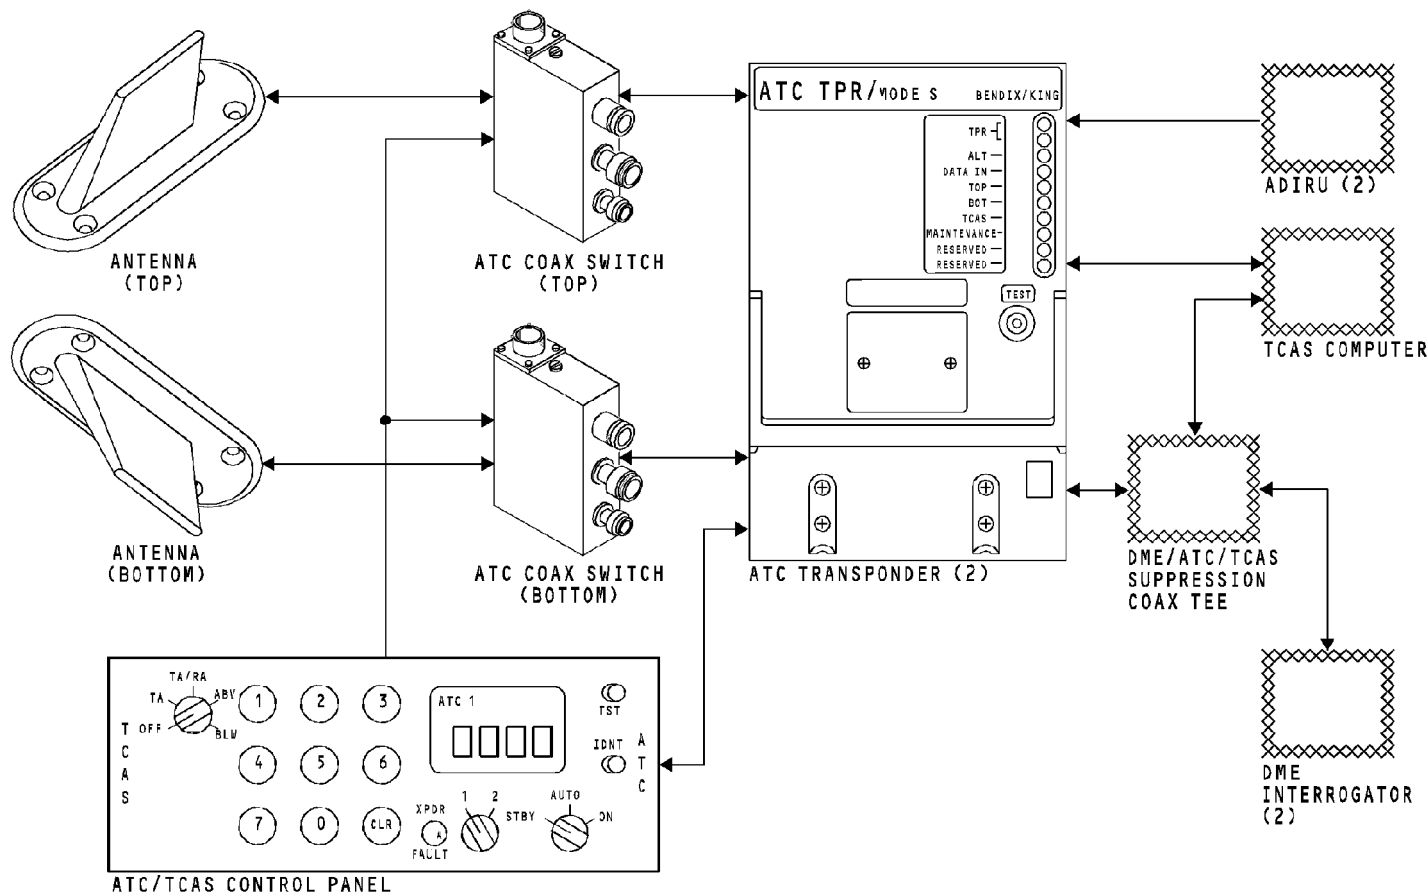 ATC TPR/MODE S BENDIX/KING
TPR
ALT
DATA IN
TOP
BOT
TCAS
MAINTENANCE
RESERVED
RESERVED
TEST
ADIRU (2)
ANTENNA
(TOP)
ATC COAX SWITCH
(TOP)
TCAS COMPUTER
ANTENNA
(BOTTOM)
ATC COAX SWITCH
(BOTTOM)
ATC TRANSPONDER (2)
DME/ATC/TCAS
SUPPRESSION
COAX TEE
DME
INTERROGATOR
(2)
TCAS
TA/RA
TA
ABV
OFF
BLW
1 2 3
4 5 6
7 0 CLR
ATC 1
0000
TST
IDNT
ATC
XPDR
A
FAULT
1 2
STBY
AUTO
ON
ATC/TCAS CONTROL PANEL